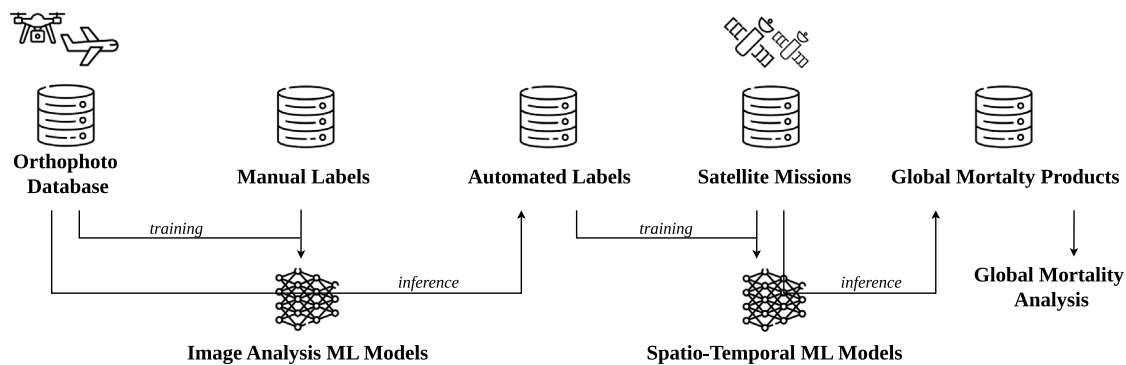 Orthophoto
Database
Manual Labels
Automated Labels
Satellite Missions
Global Mortalty Products
training
training
inference
inference
Global Mortality
Analysis
Image Analysis ML Models
Spatio-Temporal ML Models